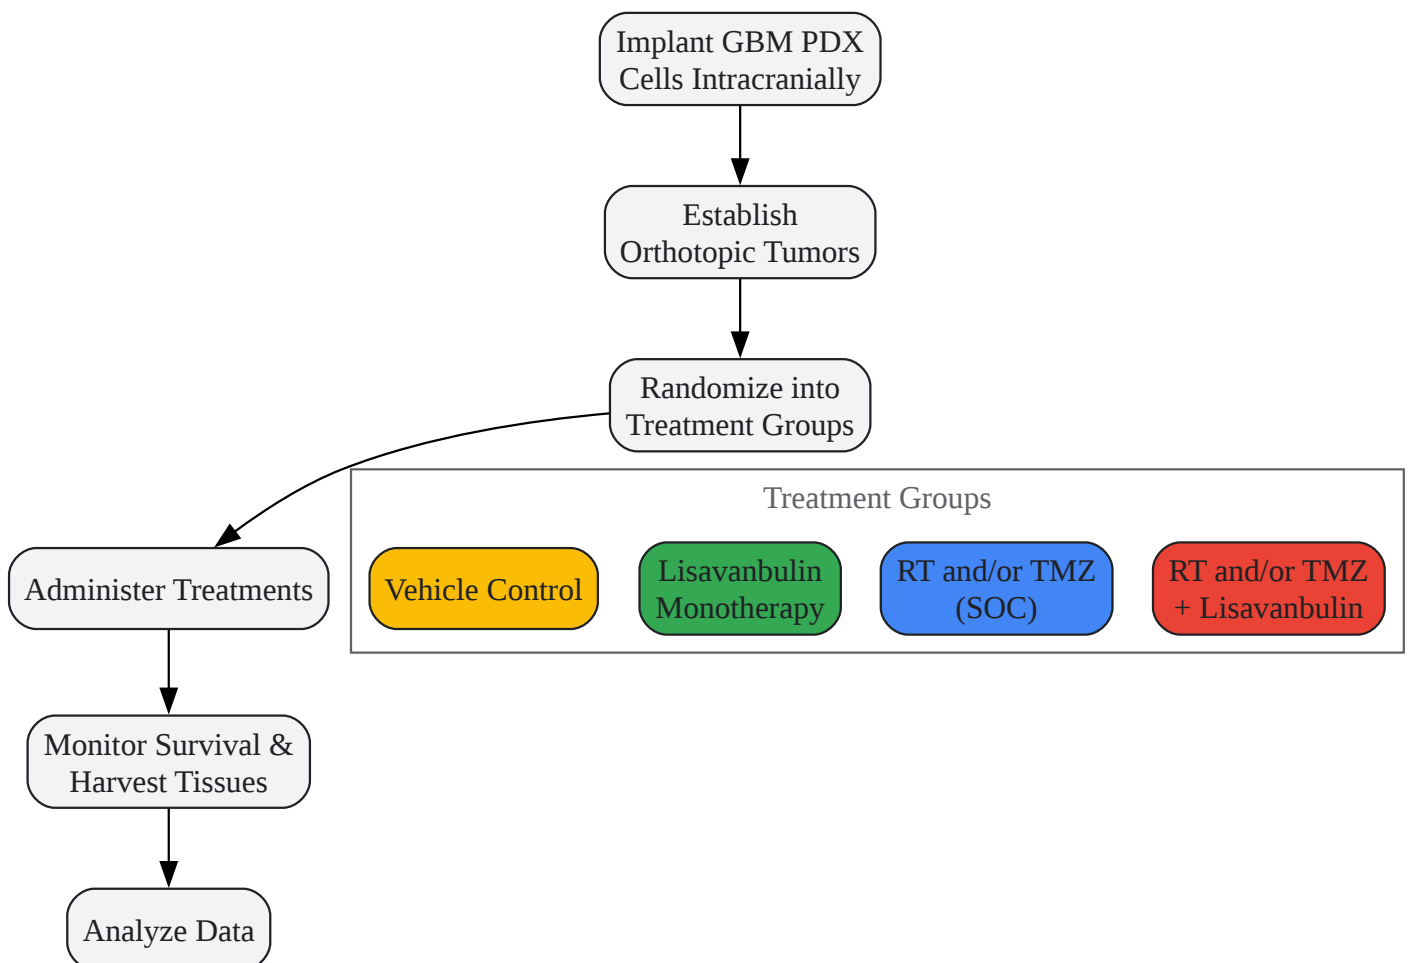 Implant GBM PDX
Cells Intracranially
Establish
Orthotopic Tumors
Randomize into
Treatment Groups
Treatment Groups
Administer Treatments
Vehicle Control
Lisavanbulin
Monotherapy
RT and/or TMZ
(SOC)
RT and/or TMZ
+ Lisavanbulin
Monitor Survival &
Harvest Tissues
Analyze Data